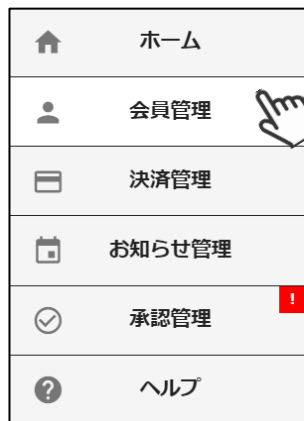 ホーム
会員管理
決済管理
お知らせ管理
!
承認管理
ヘルプ